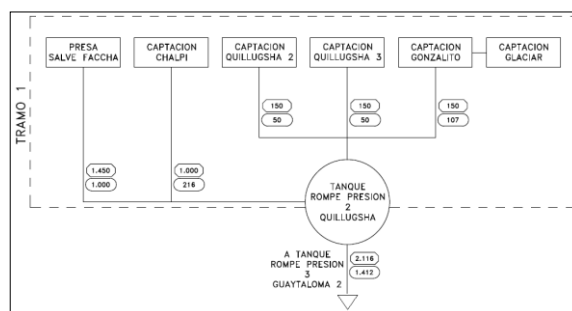 PRESA
SALVE FACCHA
CAPTACION
CHALPI
CAPTACION
QUILLUGSHA 2
CAPTACION
QUILLUGSHA 3
CAPTACION
GONZALITO
CAPTACION
GLACIAR
TRAMO 1
150
50
150
50
150
107
1.450
1.000
1.000
216
TANQUE
ROMPE PRESION
2
QUILLUGSHA
A TANQUE
ROMPE PRESION
3
GUAYTALOMA 2
2.116
1.412